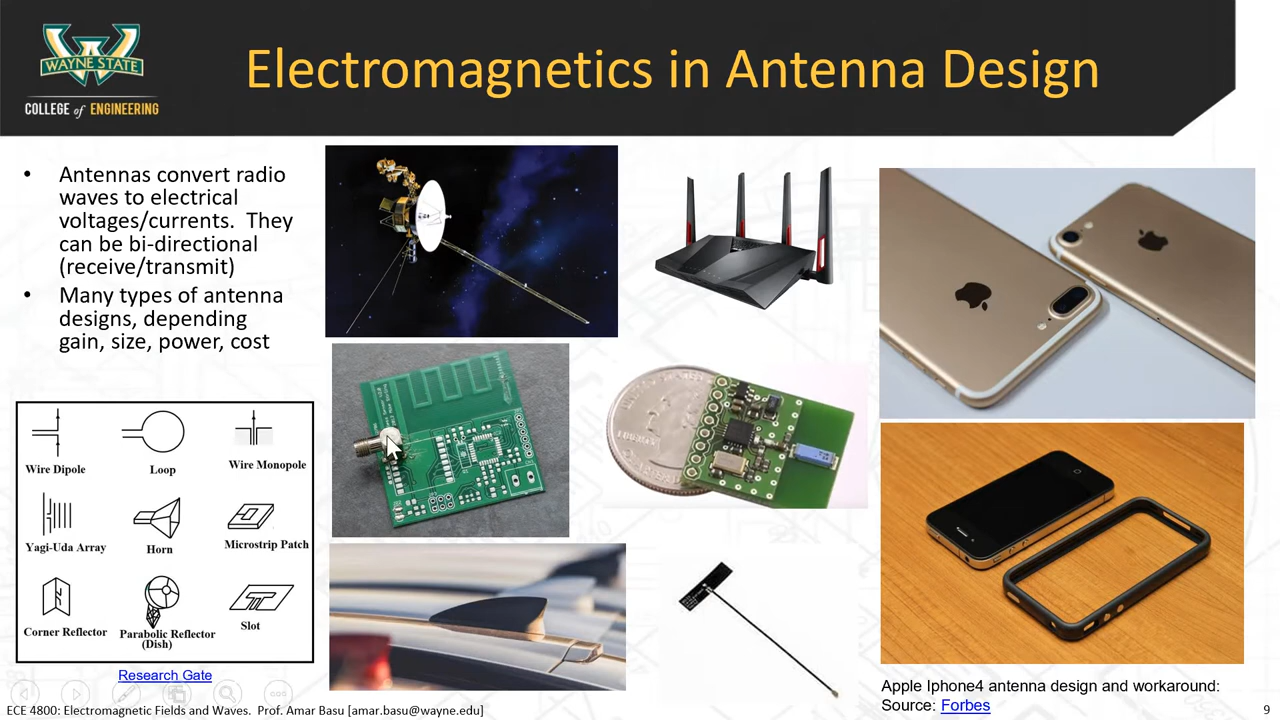 WAYNE STATE
COLLEGE of ENGINEERING
Electromagnetics in Antenna Design
• Antennas convert radio
waves to electrical
voltages/currents. They
can be bi-directional
(receive/transmit)
• Many types of antenna
designs, depending
gain, size, power, cost
Wire Dipole
Loop
Wire Monopole
Yagi-Uda Array
Horn
Microstrip Patch
Corner Reflector
Parabolic Reflector
(Dish)
Slot
Research Gate
Apple Iphone4 antenna design and workaround:
Source: Forbes
ECE 4800: Electromagnetic Fields and Waves. Prof. Amar Basu [amar.basu@wayne.edu]
9